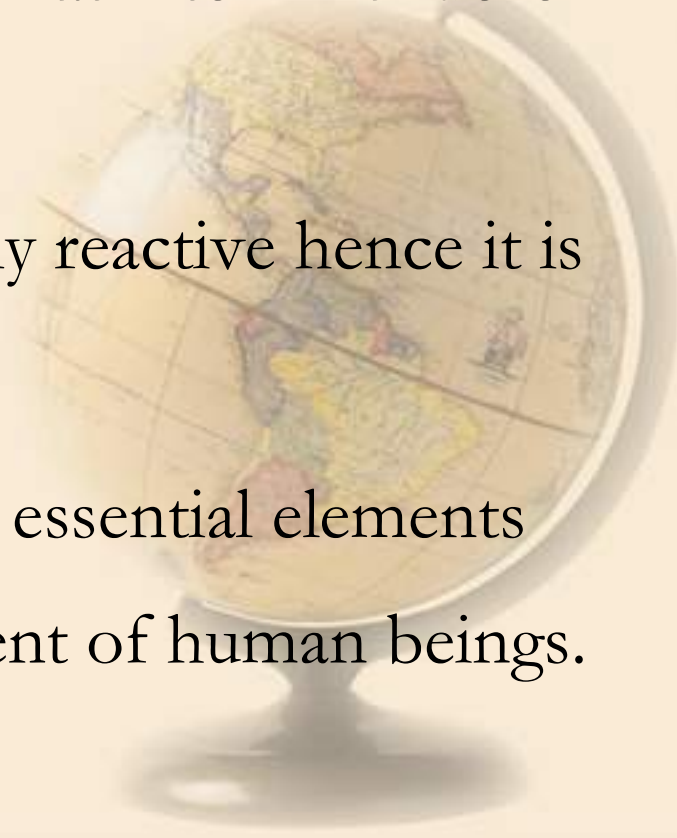 reactive hence it is
essential elements
of human beings.